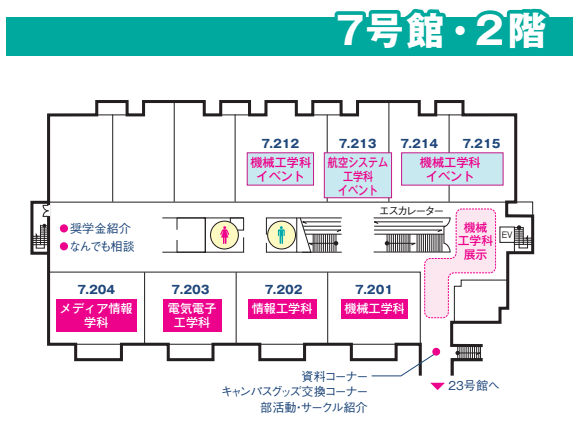 7号館・2階
7.212
機械工学科
イベント
7.213
航空システム
工学科
イベント
7.214
7.215
機械工学科
イベント
エスカレーター
●奨学金紹介
●なんでも相談
機械
工学科
展示
EV
7.204
メディア情報
学科
7.203
電気電子
工学科
7.202
情報工学科
7.201
機械工学科
資料コーナー
キャンパスグッズ交換コーナー
部活動・サークル紹介
▼23号館へ